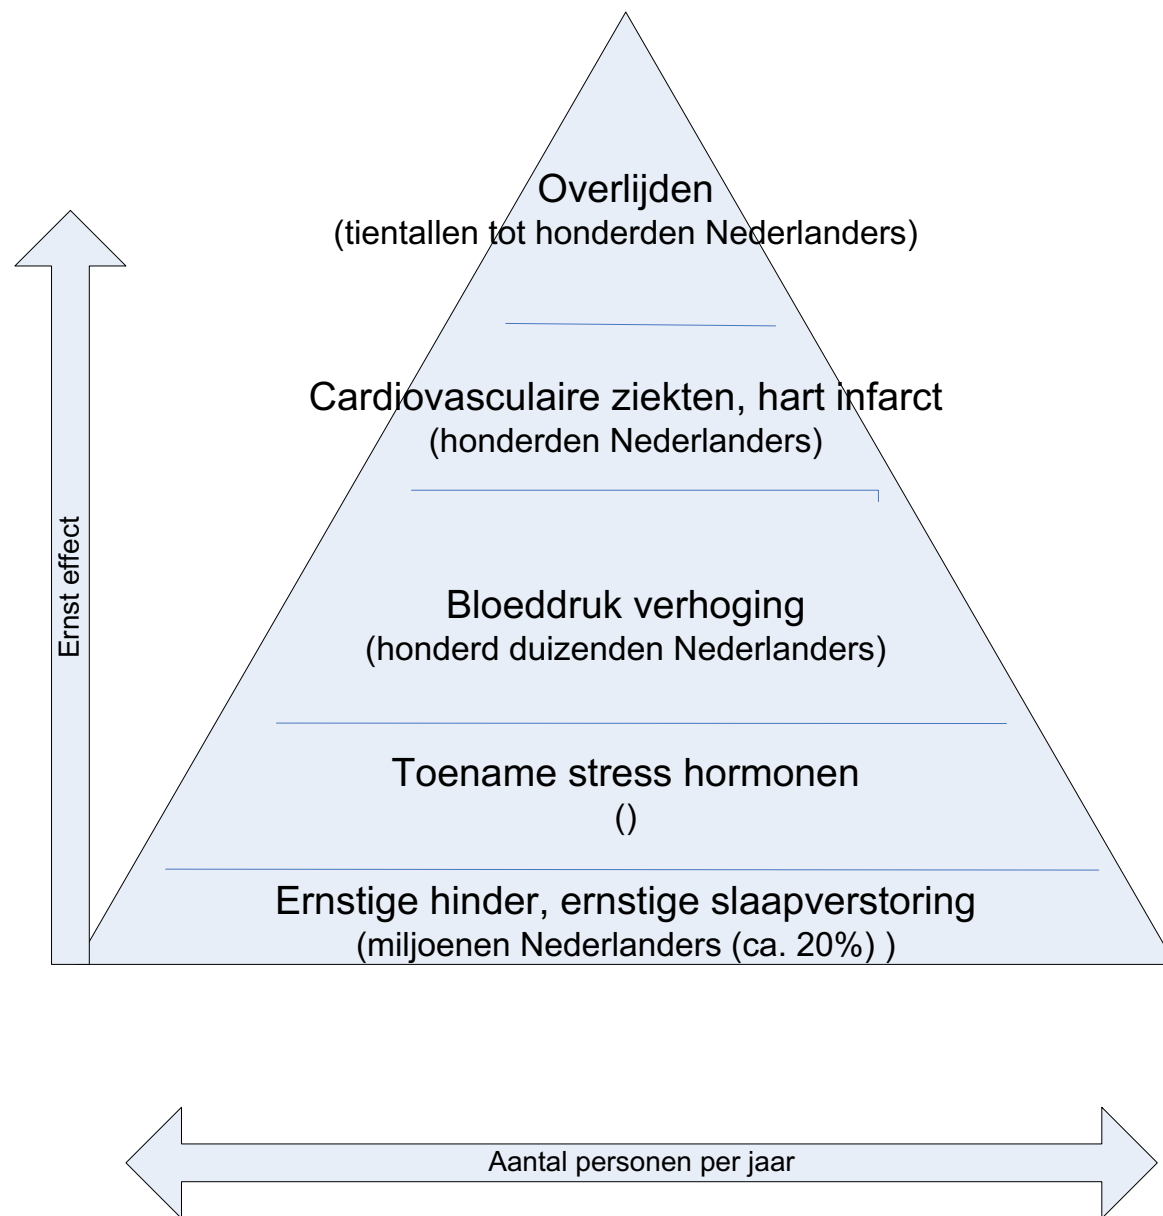 Overlijden
(tientallen tot honderden Nederlanders)
Cardiovasculaire ziekten, hart infarct
(honderden Nederlanders)
Bloeddruk verhoging
(honderd duizenden Nederlanders)
Toename stress hormonen
()
Ernstige hinder, ernstige slaapverstoring
(miljoenen Nederlanders (ca. 20%) )
Ernst effect
Aantal personen per jaar